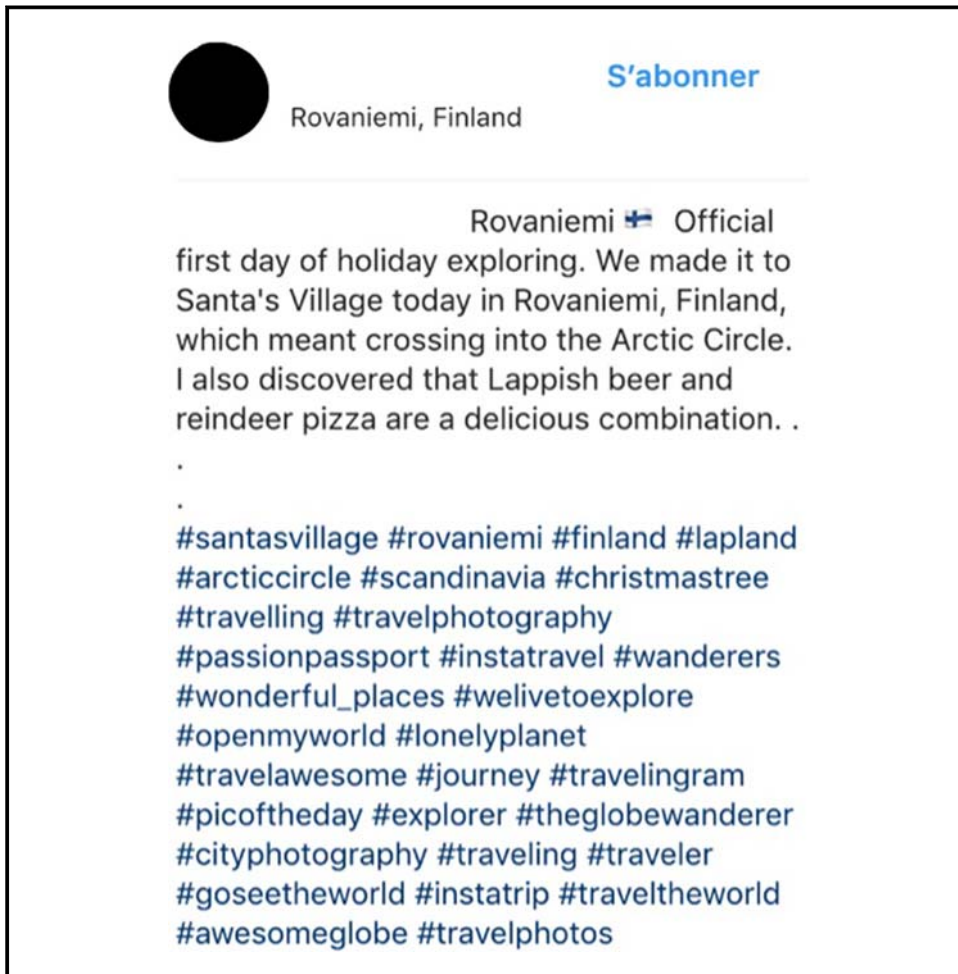 S'abonner
Rovaniemi, Finland
Rovaniemi 🇫🇮 Official
first day of holiday exploring. We made it to
Santa's Village today in Rovaniemi, Finland,
which meant crossing into the Arctic Circle.
I also discovered that Lappish beer and
reindeer pizza are a delicious combination. .
.
.
#santasvillage #rovaniemi #finland #lapland
#arcticcircle #scandinavia #christmastree
#travelling #travelphotography
#passionpassport #instatravel #wanderers
#wonderful_places #welivetoexplore
#openmyworld #lonelyplanet
#travelawesome #journey #travelingram
#picoftheday #explorer #theglobewanderer
#cityphotography #traveling #traveler
#goseetheworld #instatrip #traveltheworld
#awesomeglobe #travelphotos